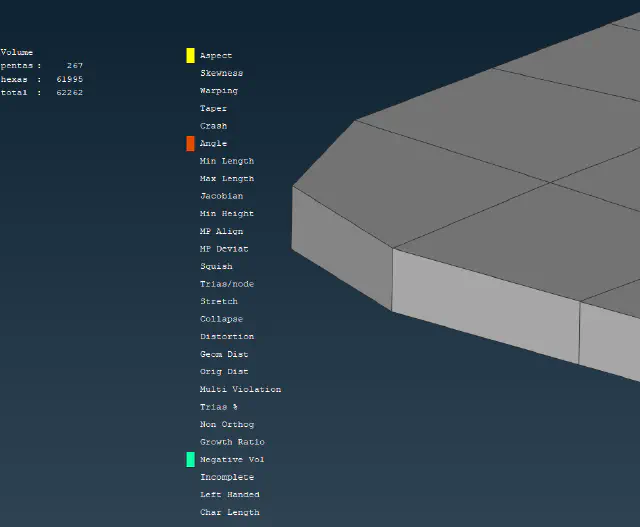 Volume
pentas : 267
hexas : 61995
total : 62262
Aspect
Skewness
Warping
Taper
Crash
Angle
Min Length
Max Length
Jacobian
Min Height
MP Align
MP Deviat
Squish
Trias/node
Stretch
Collapse
Distortion
Geom Dist
Orig Dist
Multi Violation
Trias %
Non Orthog
Growth Ratio
Negative Vol
Incomplete
Left Handed
Char Length